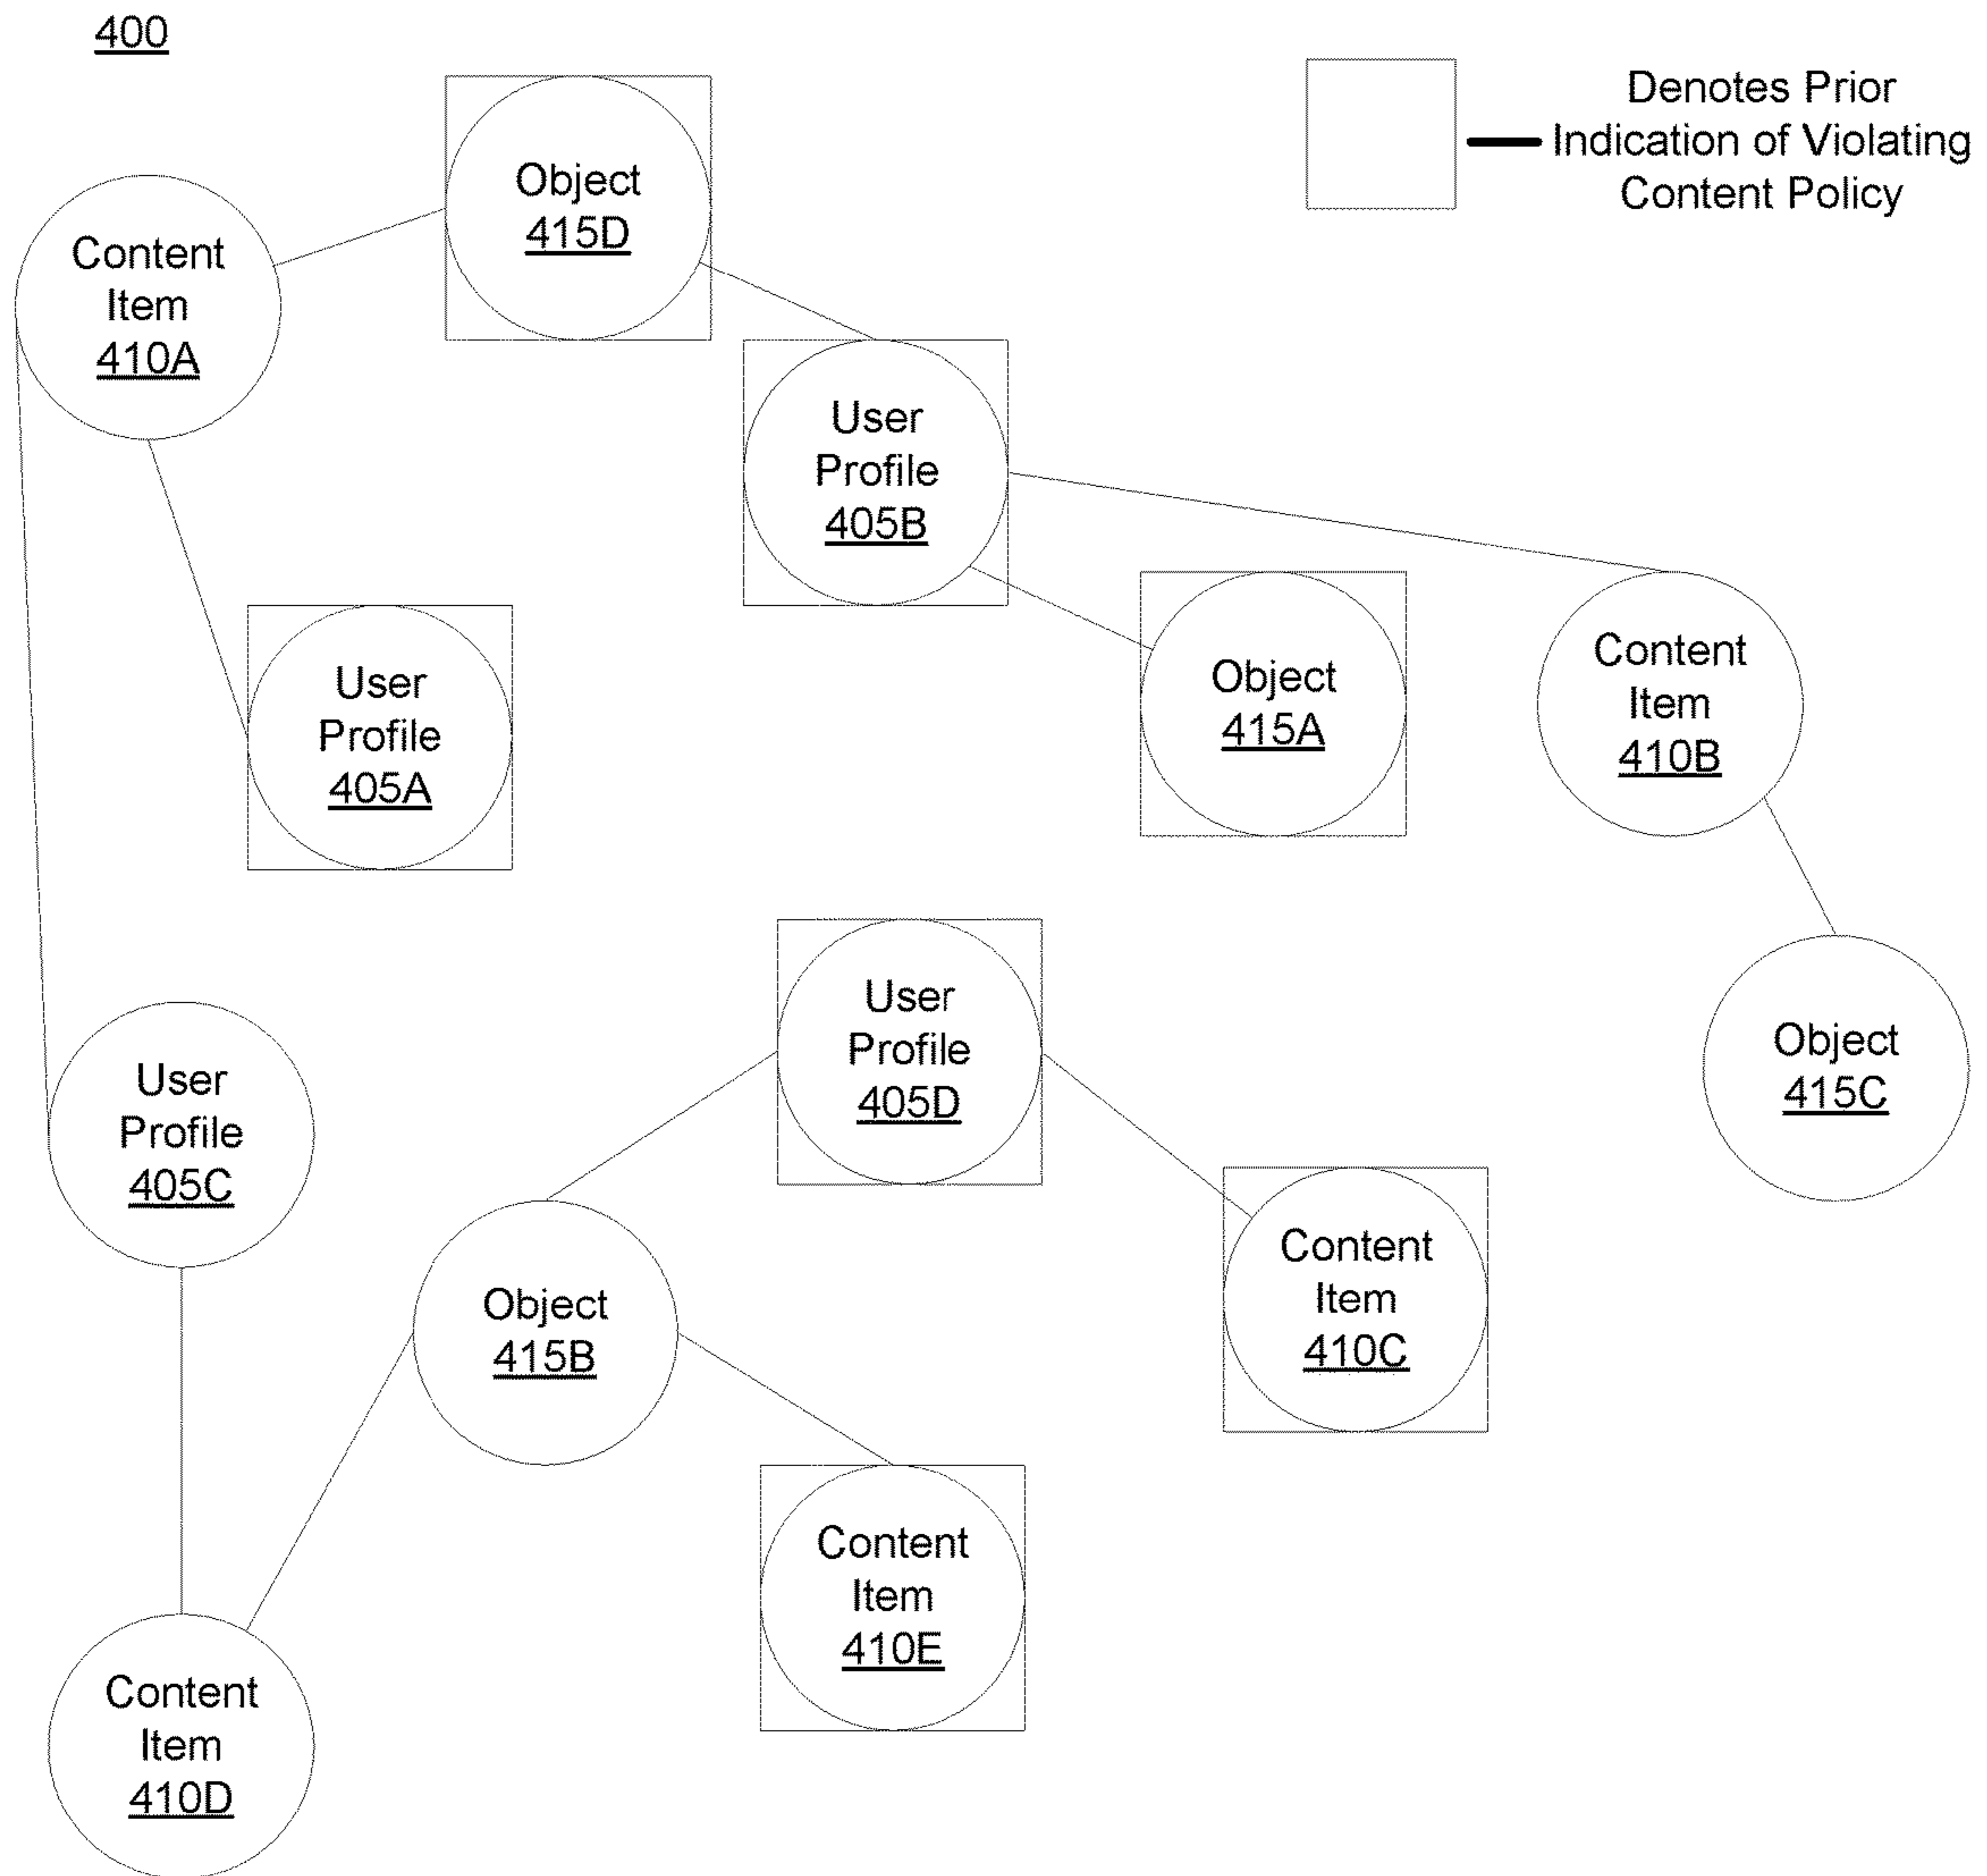 400
Denotes Prior
Indication of Violating
Content Policy
Object
415D
Content
Item
410A
User
Profile
405B
User
Profile
405A
Object
415A
Content
Item
410B
User
Profile
405D
User
Profile
405C
Object
415C
Object
415B
Content
Item
410C
Content
Item
410E
Content
Item
410D